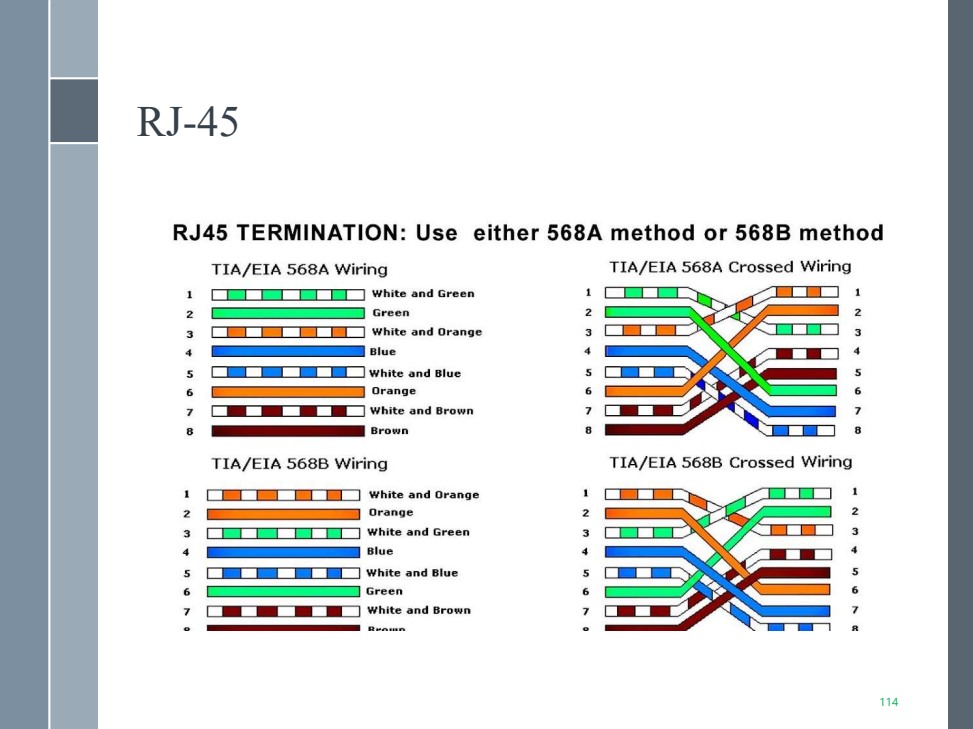 RJ-45
RJ45 TERMINATION: Use either 568A method or 568B method
TIA/EIA 568A Wiring
1 White and Green
2 Green
3 White and Orange
4 Blue
5 White and Blue
6 Orange
7 White and Brown
8 Brown
TIA/EIA 568A Crossed Wiring
1 1
2 2
3 3
4 4
5 5
6 6
7 7
8 8
TIA/EIA 568B Wiring
1 White and Orange
2 Orange
3 White and Green
4 Blue
5 White and Blue
6 Green
7 White and Brown
8 Brown
TIA/EIA 568B Crossed Wiring
1 1
2 2
3 3
4 4
5 5
6 6
7 7
8 8
114